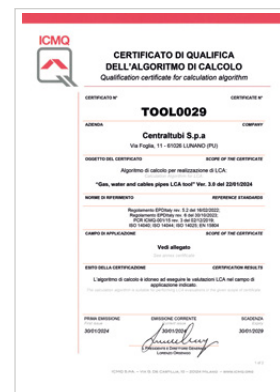 ICMQ
CERTIFICATO DI QUALIFICA
DELL'ALGORITMO DI CALCOLO
Qualification certificate for calculation algorithm
CERTIFICATO N° CERTIFICATE N°
TOOL0029
AZIENDA COMPANY
Centraltubi S.p.a
Via Foglia, 11 - 61026 LUNANO (PU)
OGGETTO DEL CERTIFICATO SCOPE OF THE CERTIFICATE
Algoritmo di calcolo per realizzazione di LCA:
"Gas, water and cables pipes LCA tool" Ver. 3.0 del 22/01/2024
NORME DI RIFERIMENTO REFERENCE STANDARDS
Regolamento EPDItaly rev. 5.2 del 16/02/2022;
Regolamento EPDItaly rev. 6 del 30/10/2023;
PCR ICMQ-001/15 rev. 3 del 02/12/2019;
ISO 14040; ISO 14044; ISO 14025; EN 15804
CAMPO DI APPLICAZIONE SCOPE OF THE CERTIFICATE
Vedi allegato
ESITO DELLA CERTIFICAZIONE CERTIFICATION RESULTS
L'algoritmo di calcolo è idoneo ad eseguire le valutazioni LCA nel campo di
applicazione indicato.
PRIMA EMISSIONE EMISSIONE CORRENTE SCADENZA
30/01/2024 30/01/2024 30/01/2029